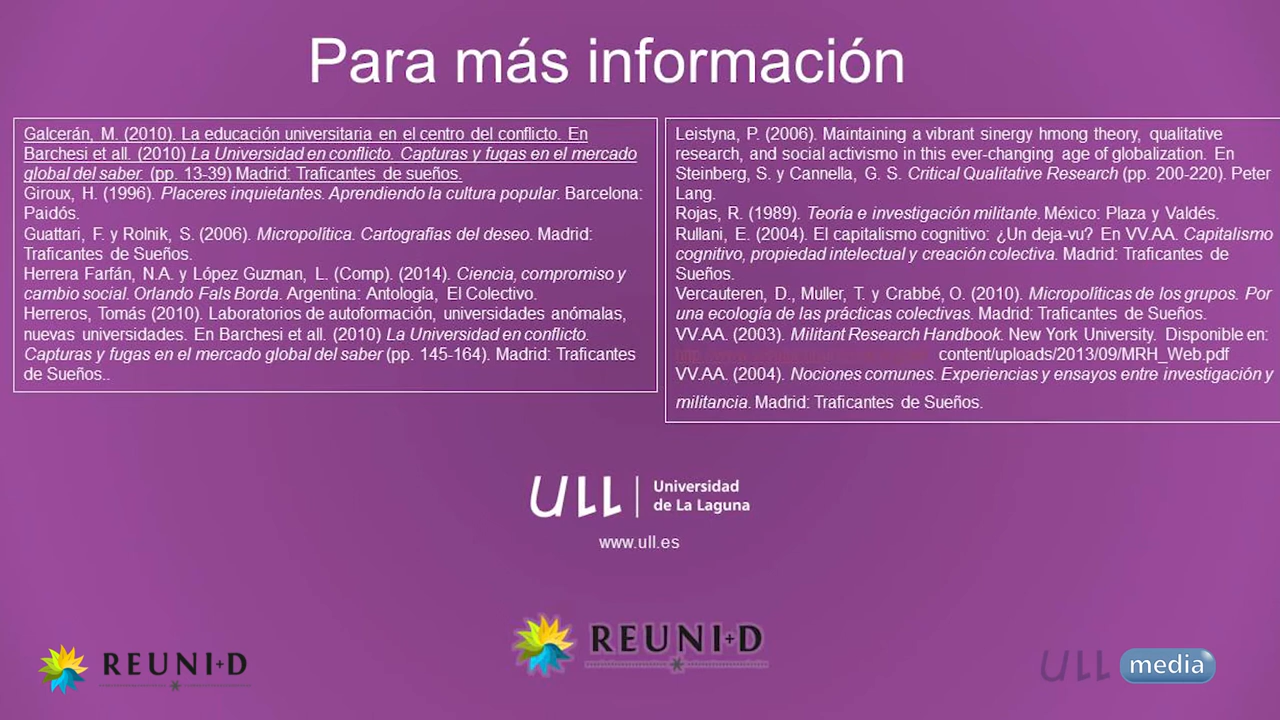 Para más información
Galcerán, M. (2010). La educación universitaria en el centro del conflicto. En
Barchesi et all. (2010) La Universidad en conflicto. Capturas y fugas en el mercado
global del saber. (pp. 13-39) Madrid: Traficantes de sueños.
Giroux, H. (1996). Placeres inquietantes. Aprendiendo la cultura popular. Barcelona:
Paidós.
Guattari, F. y Rolnik, S. (2006). Micropolítica. Cartografías del deseo. Madrid:
Traficantes de Sueños.
Herrera Farfán, N.A. y López Guzman, L. (Comp). (2014). Ciencia, compromiso y
cambio social. Orlando Fals Borda. Argentina: Antología, El Colectivo.
Herreros, Tomás (2010). Laboratorios de autoformación, universidades anómalas,
nuevas universidades. En Barchesi et all. (2010) La Universidad en conflicto.
Capturas y fugas en el mercado global del saber (pp. 145-164). Madrid: Traficantes
de Sueños..
Leistyna, P. (2006). Maintaining a vibrant sinergy hmong theory, qualitative
research, and social activismo in this ever-changing age of globalization. En
Steinberg, S. y Cannella, G. S. Critical Qualitative Research (pp. 200-220). Peter
Lang.
Rojas, R. (1989). Teoría e investigación militante. México: Plaza y Valdés.
Rullani, E. (2004). El capitalismo cognitivo: ¿Un deja-vu? En VV.AA. Capitalismo
cognitivo, propiedad intelectual y creación colectiva. Madrid: Traficantes de
Sueños.
Vercauteren, D., Muller, T. y Crabbé, O. (2010). Micropolíticas de los grupos. Por
una ecología de las prácticas colectivas. Madrid: Traficantes de Sueños.
VV.AA. (2003). Militant Research Handbook. New York University. Disponible en:
content/uploads/2013/09/MRH_Web.pdf
VV.AA. (2004). Nociones comunes. Experiencias y ensayos entre investigación y
militancia. Madrid: Traficantes de Sueños.
ULL Universidad
de La Laguna
www.ull.es
REUNI+D
REUNI+D
ULL media